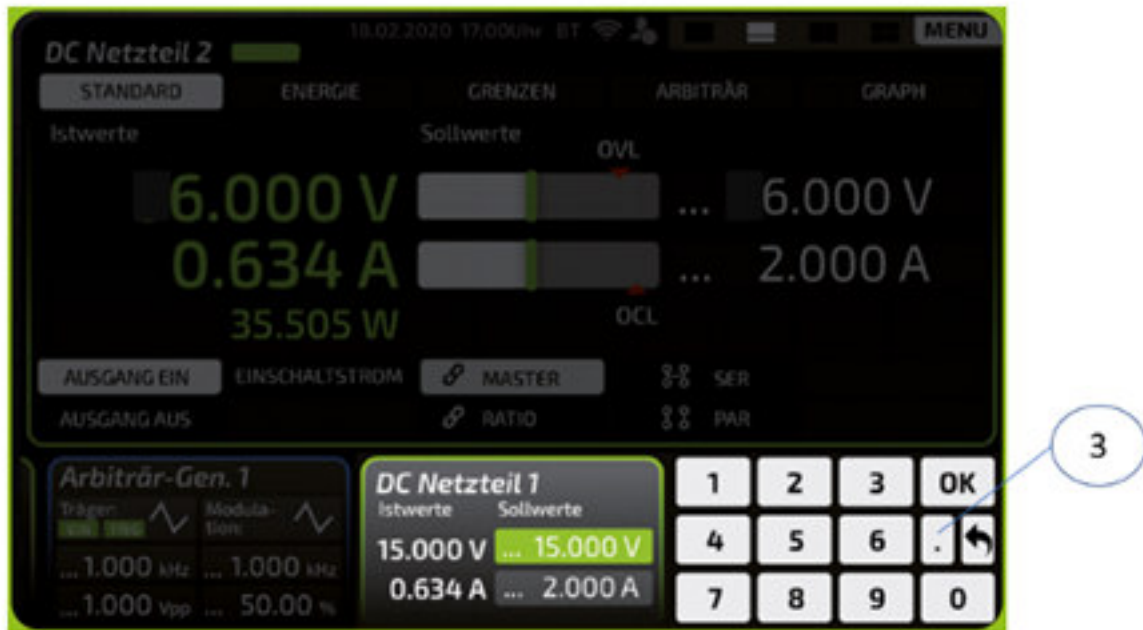 18.02.2020 17:00Uhr BT MENU
DC Netzteil 2
STANDARD ENERGIE GRENZEN ARBITRÄR GRAPH
Istwerte Sollwerte OVL
6.000 V ... 6.000 V
0.634 A ... 2.000 A
35.505 W OCL
AUSGANG EIN EINSCHALTSTROM MASTER SER
AUSGANG AUS RATIO PAR
3
Arbiträr-Gen. 1
Träger: Modula-
tion:
EIN
...1.000 kHz ... 1.000 kHz
...1.000 Vpp ... 50.00 %
DC Netzteil 1
Istwerte Sollwerte
15.000 V ... 15.000 V
0.634 A ... 2.000 A
1 2 3 OK
4 5 6 .
7 8 9 0